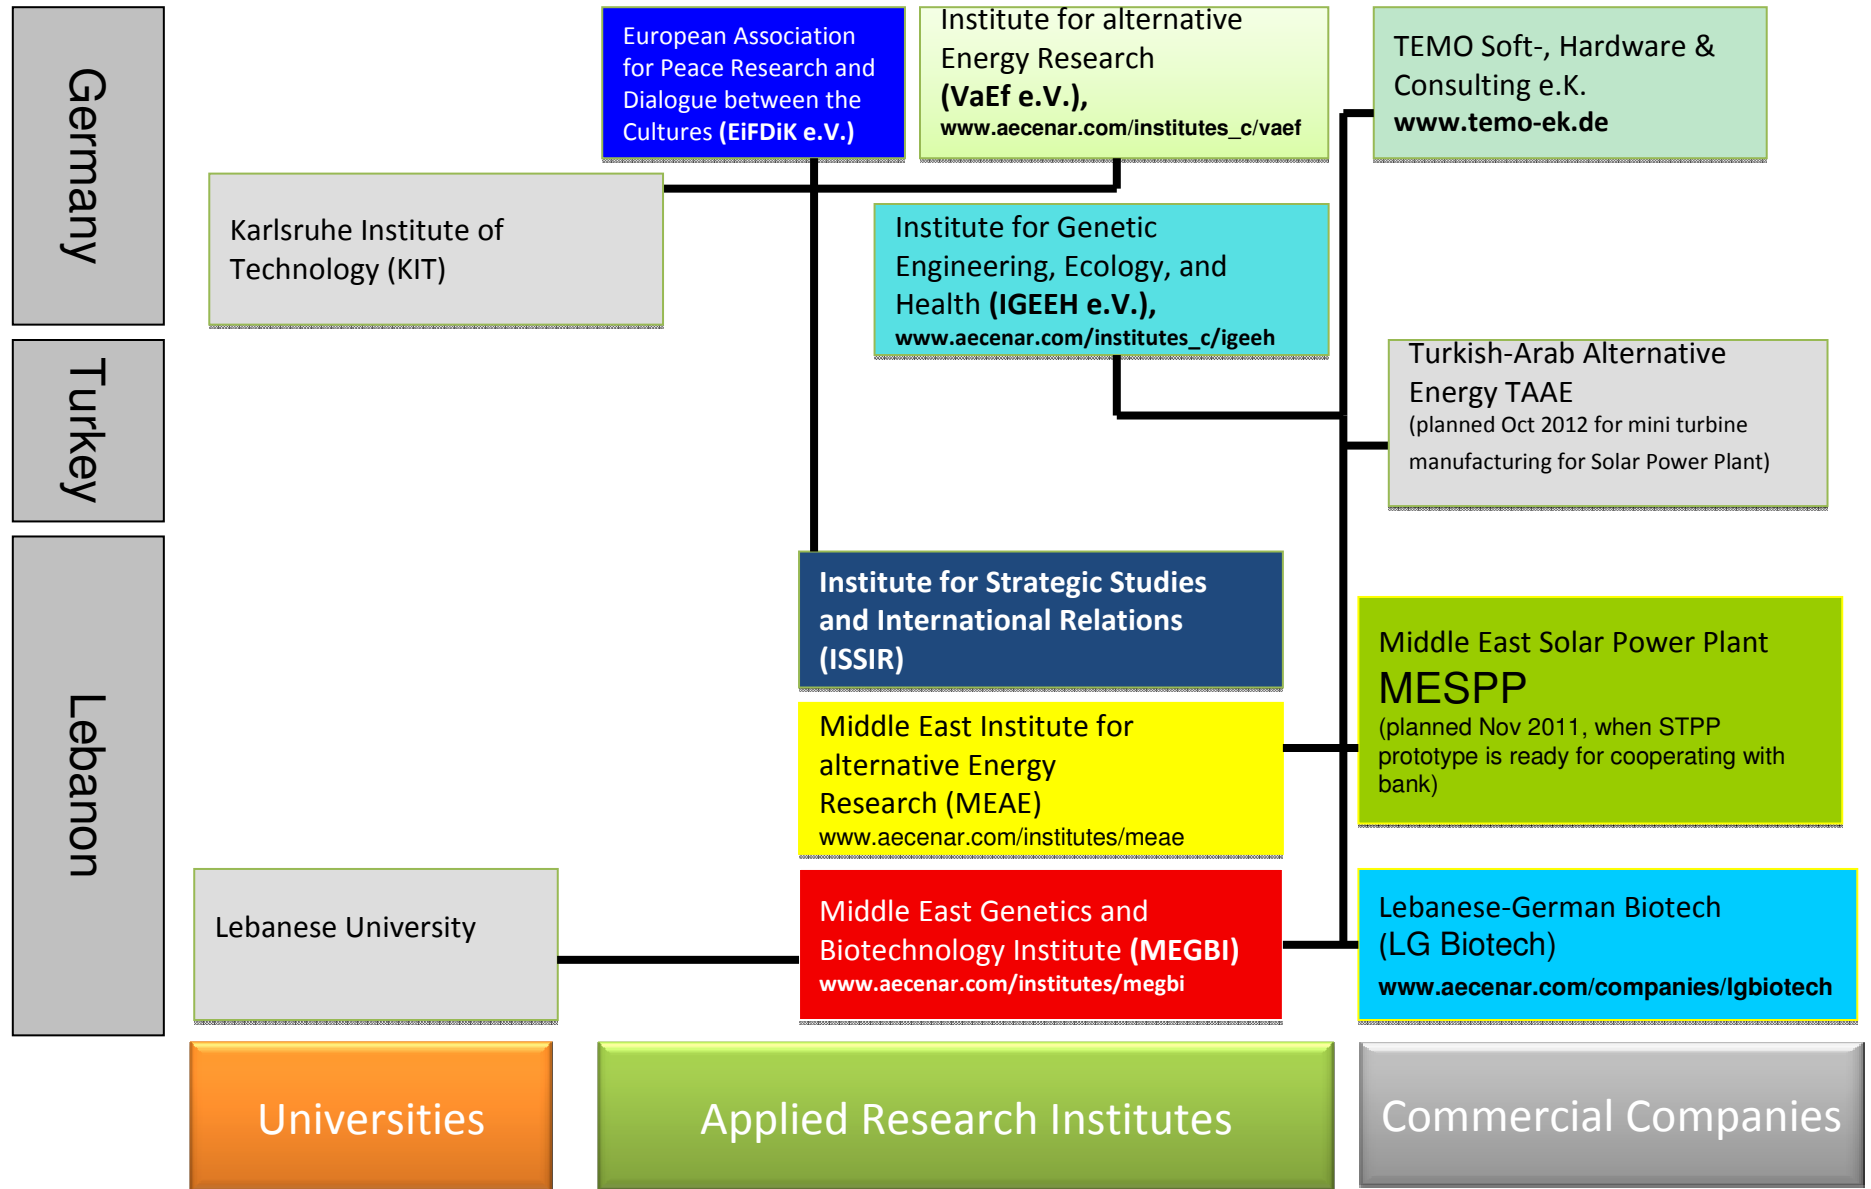 Germany
European Association
for Peace Research and
Dialogue between the
Cultures (EiFDiK e.V.)
Institute for alternative
Energy Research
(VaEf e.V.),
www.aecenar.com/institutes_c/vaef
TEMO Soft-, Hardware &
Consulting e.K.
www.temo-ek.de
Karlsruhe Institute of
Technology (KIT)
Institute for Genetic
Engineering, Ecology, and
Health (IGEEH e.V.),
www.aecenar.com/institutes_c/igeeh
Turkey
Turkish-Arab Alternative
Energy TAAE
(planned Oct 2012 for mini turbine
manufacturing for Solar Power Plant)
Lebanon
Institute for Strategic Studies
and International Relations
(ISSIR)
Middle East Solar Power Plant
MESPP
(planned Nov 2011, when STPP
prototype is ready for cooperating with
bank)
Middle East Institute for
alternative Energy
Research (MEAE)
www.aecenar.com/institutes/meae
Lebanese University
Middle East Genetics and
Biotechnology Institute (MEGBI)
www.aecenar.com/institutes/megbi
Lebanese-German Biotech
(LG Biotech)
www.aecenar.com/companies/lgbiotech
Universities
Applied Research Institutes
Commercial Companies